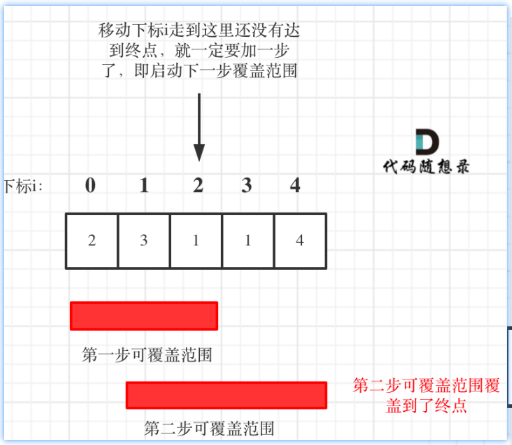 移动下标i走到这里还没有达
到终点，就一定要加一步
了，即启动下一步覆盖范围
代码随想录
下标i： 0 1 2 3 4
2 3 1 1 4
第一步可覆盖范围
第二步可覆盖范围覆
盖到了终点
第二步可覆盖范围